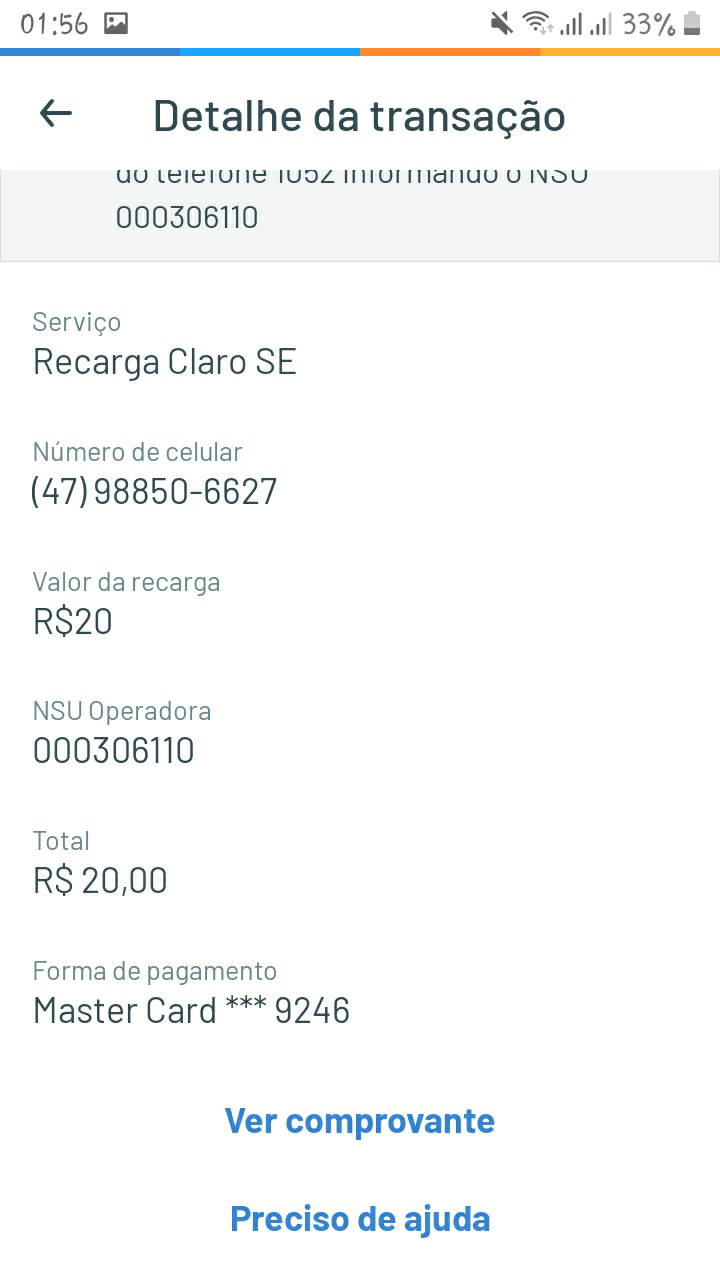 01:56 33%
Detalhe da transação
do telefone 1052 informando o NSU
000306110
Serviço
Recarga Claro SE
Número de celular
(47) 98850-6627
Valor da recarga
R$20
NSU Operadora
000306110
Total
R$ 20,00
Forma de pagamento
Master Card *** 9246
Ver comprovante
Preciso de ajuda